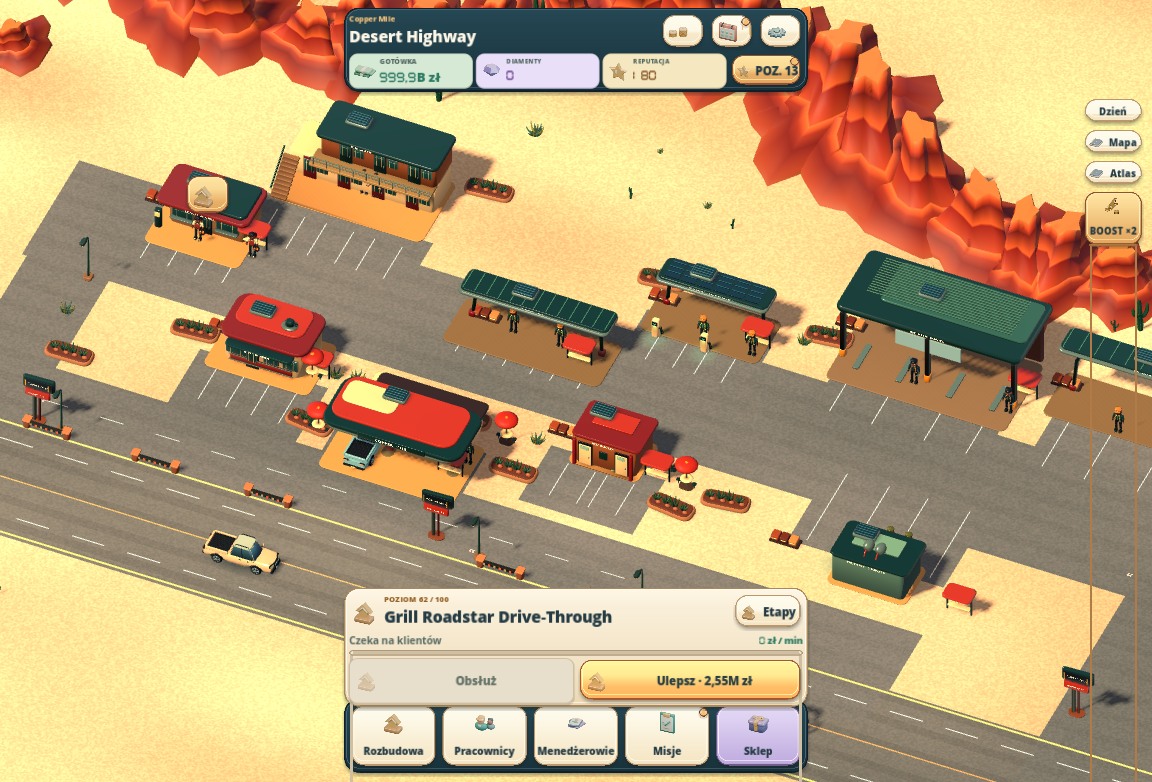 Copper Mile
Desert Highway
GOTÓWKA
999,9B zł
DIAMENTY
0
REPUTACJA
: 80
POZ. 13
Dzień
Mapa
Atlas
BOOST ×2
POZIOM 62 / 100
Grill Roadstar Drive-Through
Etapy
Czeka na klientów
0 zł / min
Obsłuż
Ulepsz · 2,55M zł
Rozbudowa
Pracownicy
Menedżerowie
Misje
Sklep